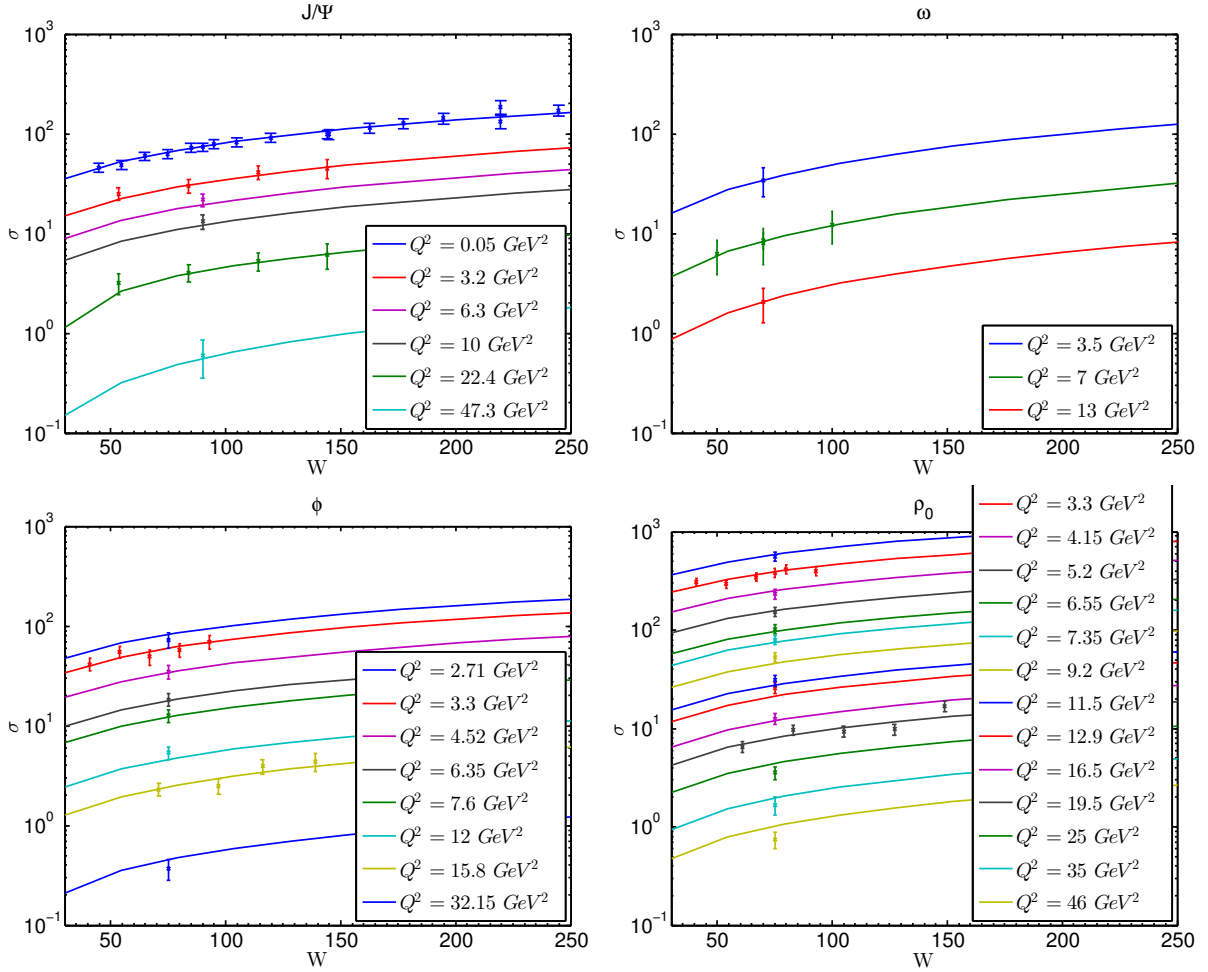 J/Ψ
10^3
10^2
10^1
10^0
10^−1
σ
50 100 150 200 250
W
Q^2 = 0.05 GeV^2
Q^2 = 3.2 GeV^2
Q^2 = 6.3 GeV^2
Q^2 = 10 GeV^2
Q^2 = 22.4 GeV^2
Q^2 = 47.3 GeV^2
ω
10^3
10^2
10^1
10^0
10^−1
σ
50 100 150 200 250
W
Q^2 = 3.5 GeV^2
Q^2 = 7 GeV^2
Q^2 = 13 GeV^2
ϕ
10^3
10^2
10^1
10^0
10^−1
σ
50 100 150 200 250
W
Q^2 = 2.71 GeV^2
Q^2 = 3.3 GeV^2
Q^2 = 4.52 GeV^2
Q^2 = 6.35 GeV^2
Q^2 = 7.6 GeV^2
Q^2 = 12 GeV^2
Q^2 = 15.8 GeV^2
Q^2 = 32.15 GeV^2
ρ_0
10^3
10^2
10^1
10^0
10^−1
σ
50 100 150 200 250
W
Q^2 = 3.3 GeV^2
Q^2 = 4.15 GeV^2
Q^2 = 5.2 GeV^2
Q^2 = 6.55 GeV^2
Q^2 = 7.35 GeV^2
Q^2 = 9.2 GeV^2
Q^2 = 11.5 GeV^2
Q^2 = 12.9 GeV^2
Q^2 = 16.5 GeV^2
Q^2 = 19.5 GeV^2
Q^2 = 25 GeV^2
Q^2 = 35 GeV^2
Q^2 = 46 GeV^2